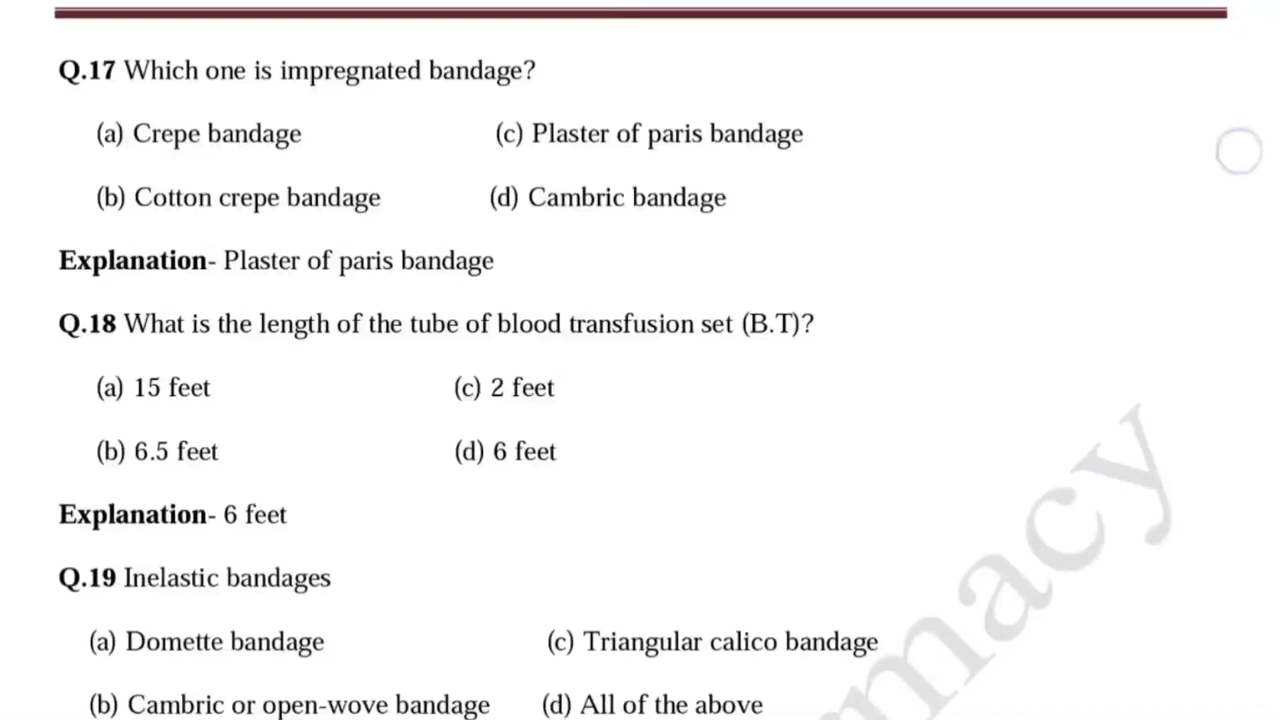 Q.17 Which one is impregnated bandage?
(a) Crepe bandage (c) Plaster of paris bandage
(b) Cotton crepe bandage (d) Cambric bandage
Explanation- Plaster of paris bandage
Q.18 What is the length of the tube of blood transfusion set (B.T)?
(a) 15 feet (c) 2 feet
(b) 6.5 feet (d) 6 feet
Explanation- 6 feet
Q.19 Inelastic bandages
(a) Domette bandage (c) Triangular calico bandage
(b) Cambric or open-wove bandage (d) All of the above
macy